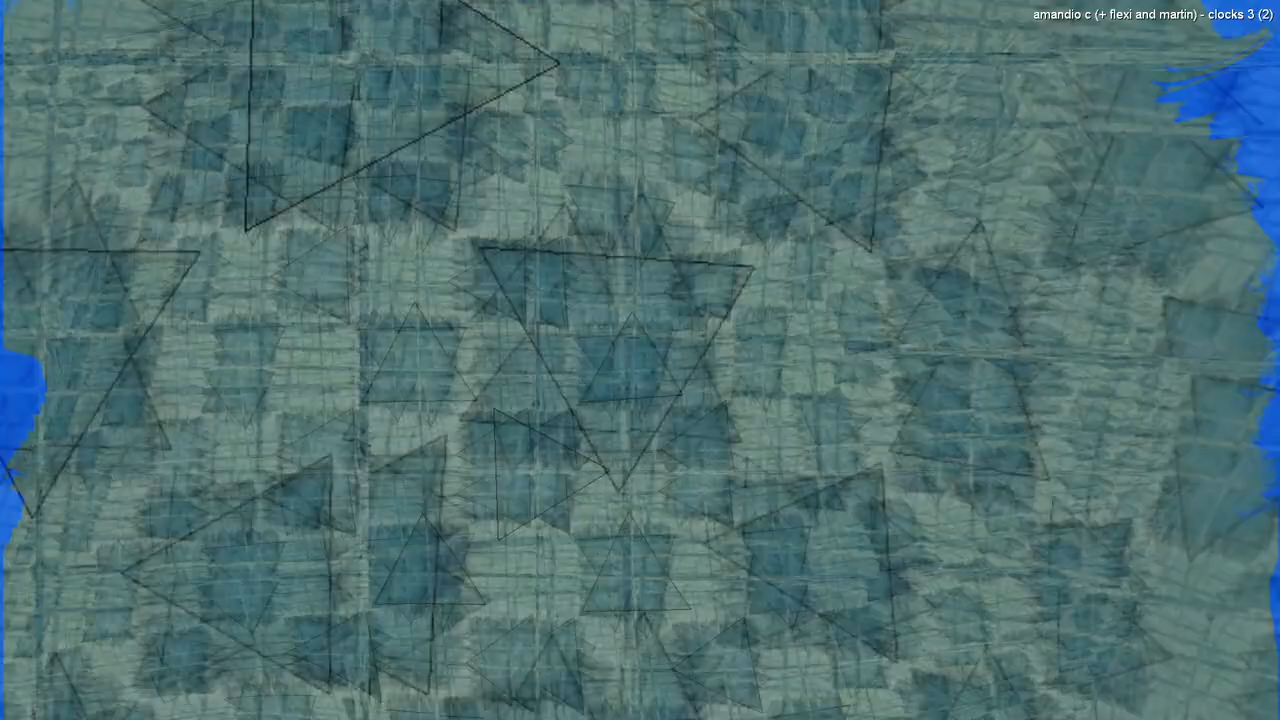 amandio c (+ flexi and martin) - clocks 3 (2)